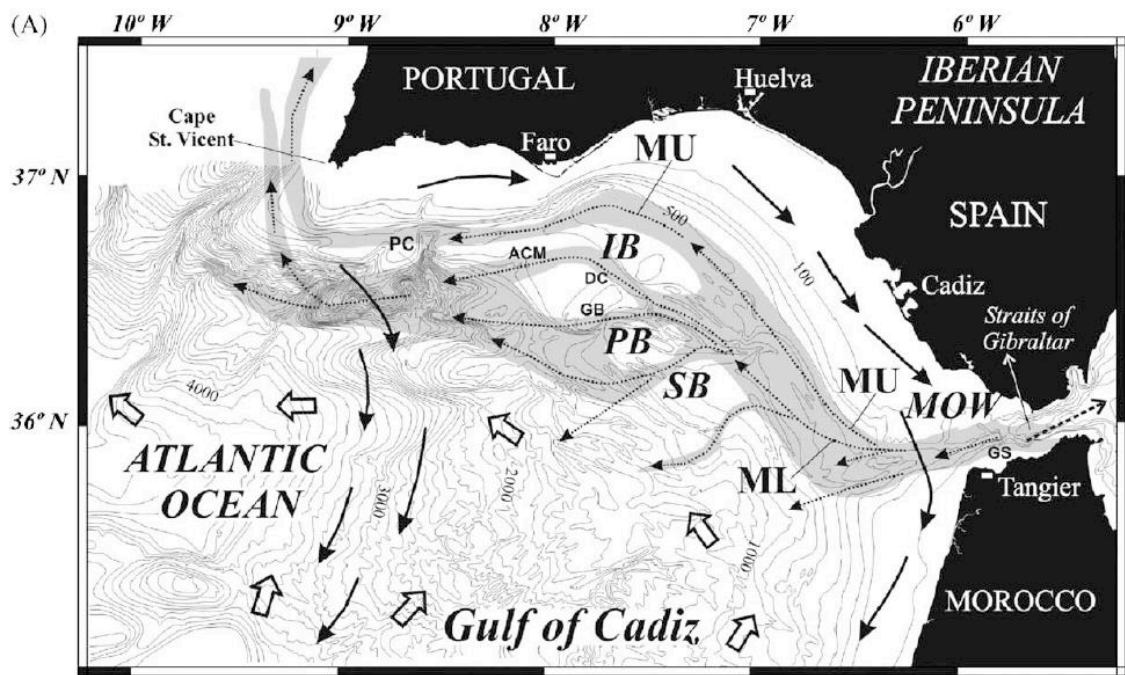 (A)
10° W
9° W
8° W
7° W
6° W
PORTUGAL
Huelva
IBERIAN
PENINSULA
Cape
St. Vicent
Faro
MU
37° N
500
SPAIN
PC
ACM
IB
DC
100
Cadiz
GB
PB
Straits of
Gibraltar
SB
MU
4000
MOW
36° N
ATLANTIC
OCEAN
2000
GS
ML
Tangier
3000
1000
MOROCCO
Gulf of Cadiz